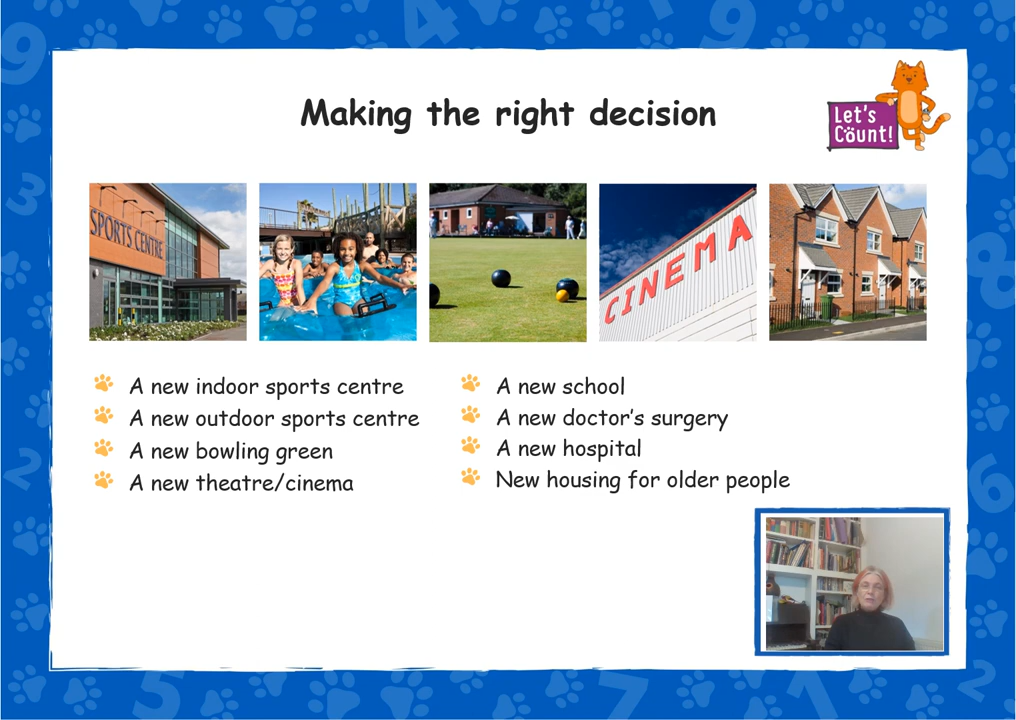 Making the right decision
Let's
Count!
SPORTS CENTRE
CINEMA
A new indoor sports centre
A new outdoor sports centre
A new bowling green
A new theatre/cinema
A new school
A new doctor's surgery
A new hospital
New housing for older people